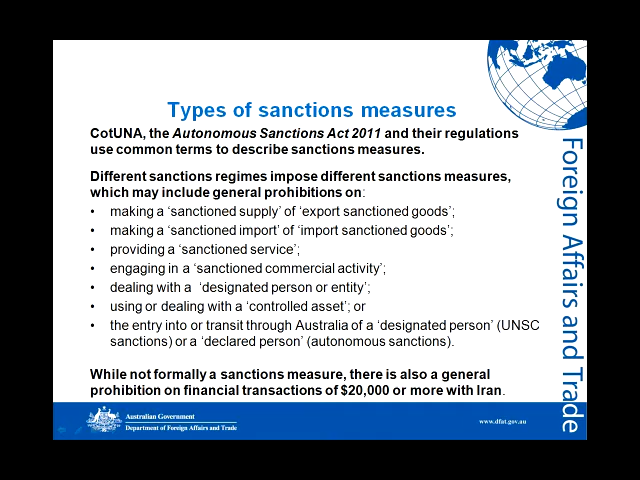 Types of sanctions measures
CotUNA, the Autonomous Sanctions Act 2011 and their regulations
use common terms to describe sanctions measures.
Different sanctions regimes impose different sanctions measures,
which may include general prohibitions on:
• making a ‘sanctioned supply’ of ‘export sanctioned goods’;
• making a ‘sanctioned import’ of ‘import sanctioned goods’;
• providing a ‘sanctioned service’;
• engaging in a ‘sanctioned commercial activity’;
• dealing with a ‘designated person or entity’;
• using or dealing with a ‘controlled asset’; or
• the entry into or transit through Australia of a ‘designated person’ (UNSC
sanctions) or a ‘declared person’ (autonomous sanctions).
While not formally a sanctions measure, there is also a general
prohibition on financial transactions of $20,000 or more with Iran.
Foreign Affairs and Trade
Australian Government
Department of Foreign Affairs and Trade
www.dfat.gov.au